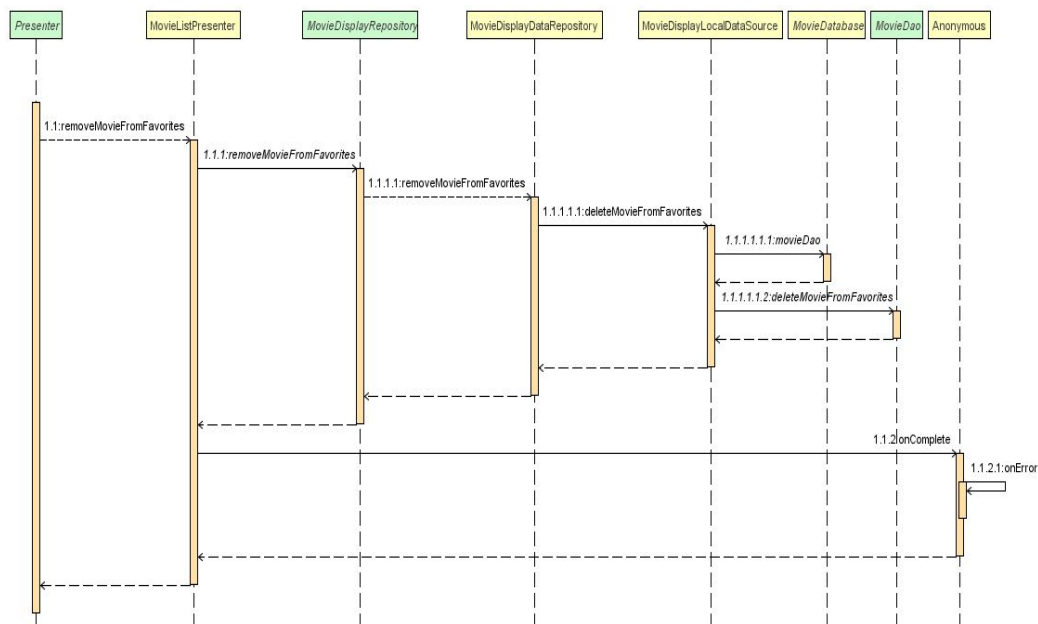 Presenter
MovieListPresenter
MovieDisplayRepository
MovieDisplayDataRepository
MovieDisplayLocalDataSource
MovieDatabase
MovieDao
Anonymous
1.1:removeMovieFromFavorites
1.1.1:removeMovieFromFavorites
1.1.1.1:removeMovieFromFavorites
1.1.1.1.1:deleteMovieFromFavorites
1.1.1.1.1.1:movieDao
1.1.1.1.1.2:deleteMovieFromFavorites
1.1.2:onComplete
1.1.2.1:onError